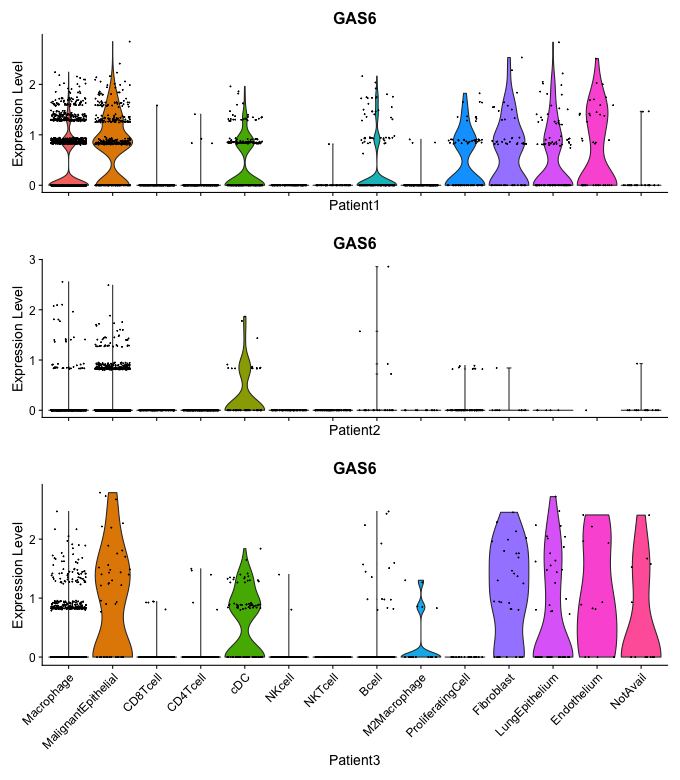 GAS6
Expression Level
2
1
0
Patient1
GAS6
Expression Level
3
2
1
0
Patient2
GAS6
Expression Level
2
1
0
Macrophage
MalignantEpithelial
CD8Tcell
CD4Tcell
cDC
NKcell
NKTcell
Bcell
M2Macrophage
ProliferatingCell
Fibroblast
LungEpithelium
Endothelium
NotAvail
Patient3